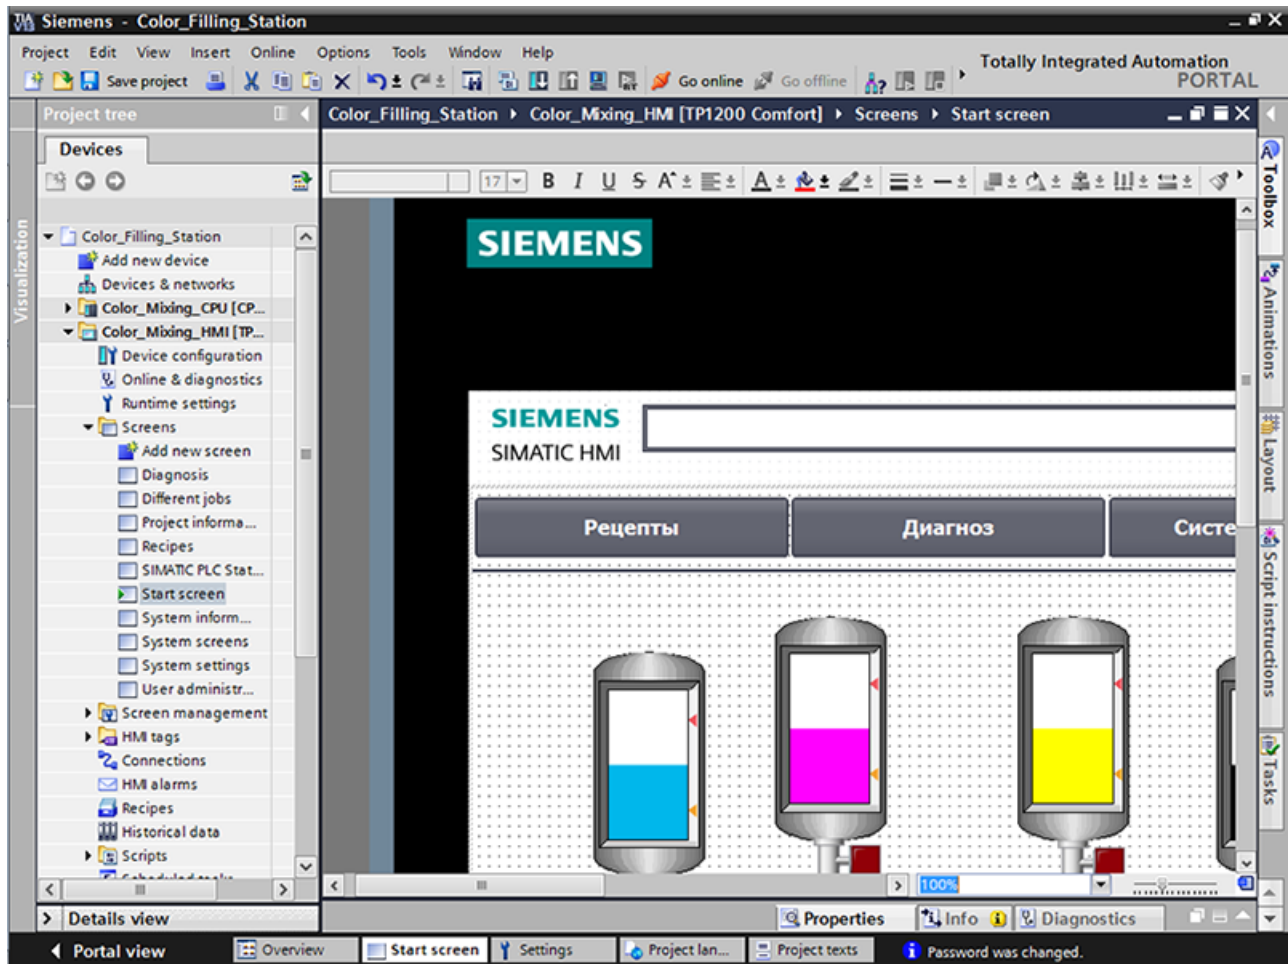 Siemens - Color_Filling_Station
Project Edit View Insert Online Options Tools Window Help
Totally Integrated Automation
PORTAL
Save project
Go online
Go offline
Project tree
Color_Filling_Station
Color_Mixing_HMI [TP1200 Comfort]
Screens
Start screen
Devices
17
B I U S
Visualization
Color_Filling_Station
Add new device
Devices & networks
Color_Mixing_CPU [CP...
Color_Mixing_HMI [TP...
Device configuration
Online & diagnostics
Runtime settings
Screens
Add new screen
Diagnosis
Different jobs
Project informa...
Recipes
SIMATIC PLC Stat...
Start screen
System inform...
System screens
System settings
User administr...
Screen management
HMI tags
Connections
HMI alarms
Recipes
Historical data
Scripts
SIEMENS
SIEMENS
SIMATIC HMI
Рецепты
Диагноз
Систе
Toolbox
Animations
Layout
Script instructions
Tasks
100%
Details view
Properties
Info
Diagnostics
Portal view
Overview
Start screen
Settings
Project lan...
Project texts
Password was changed.